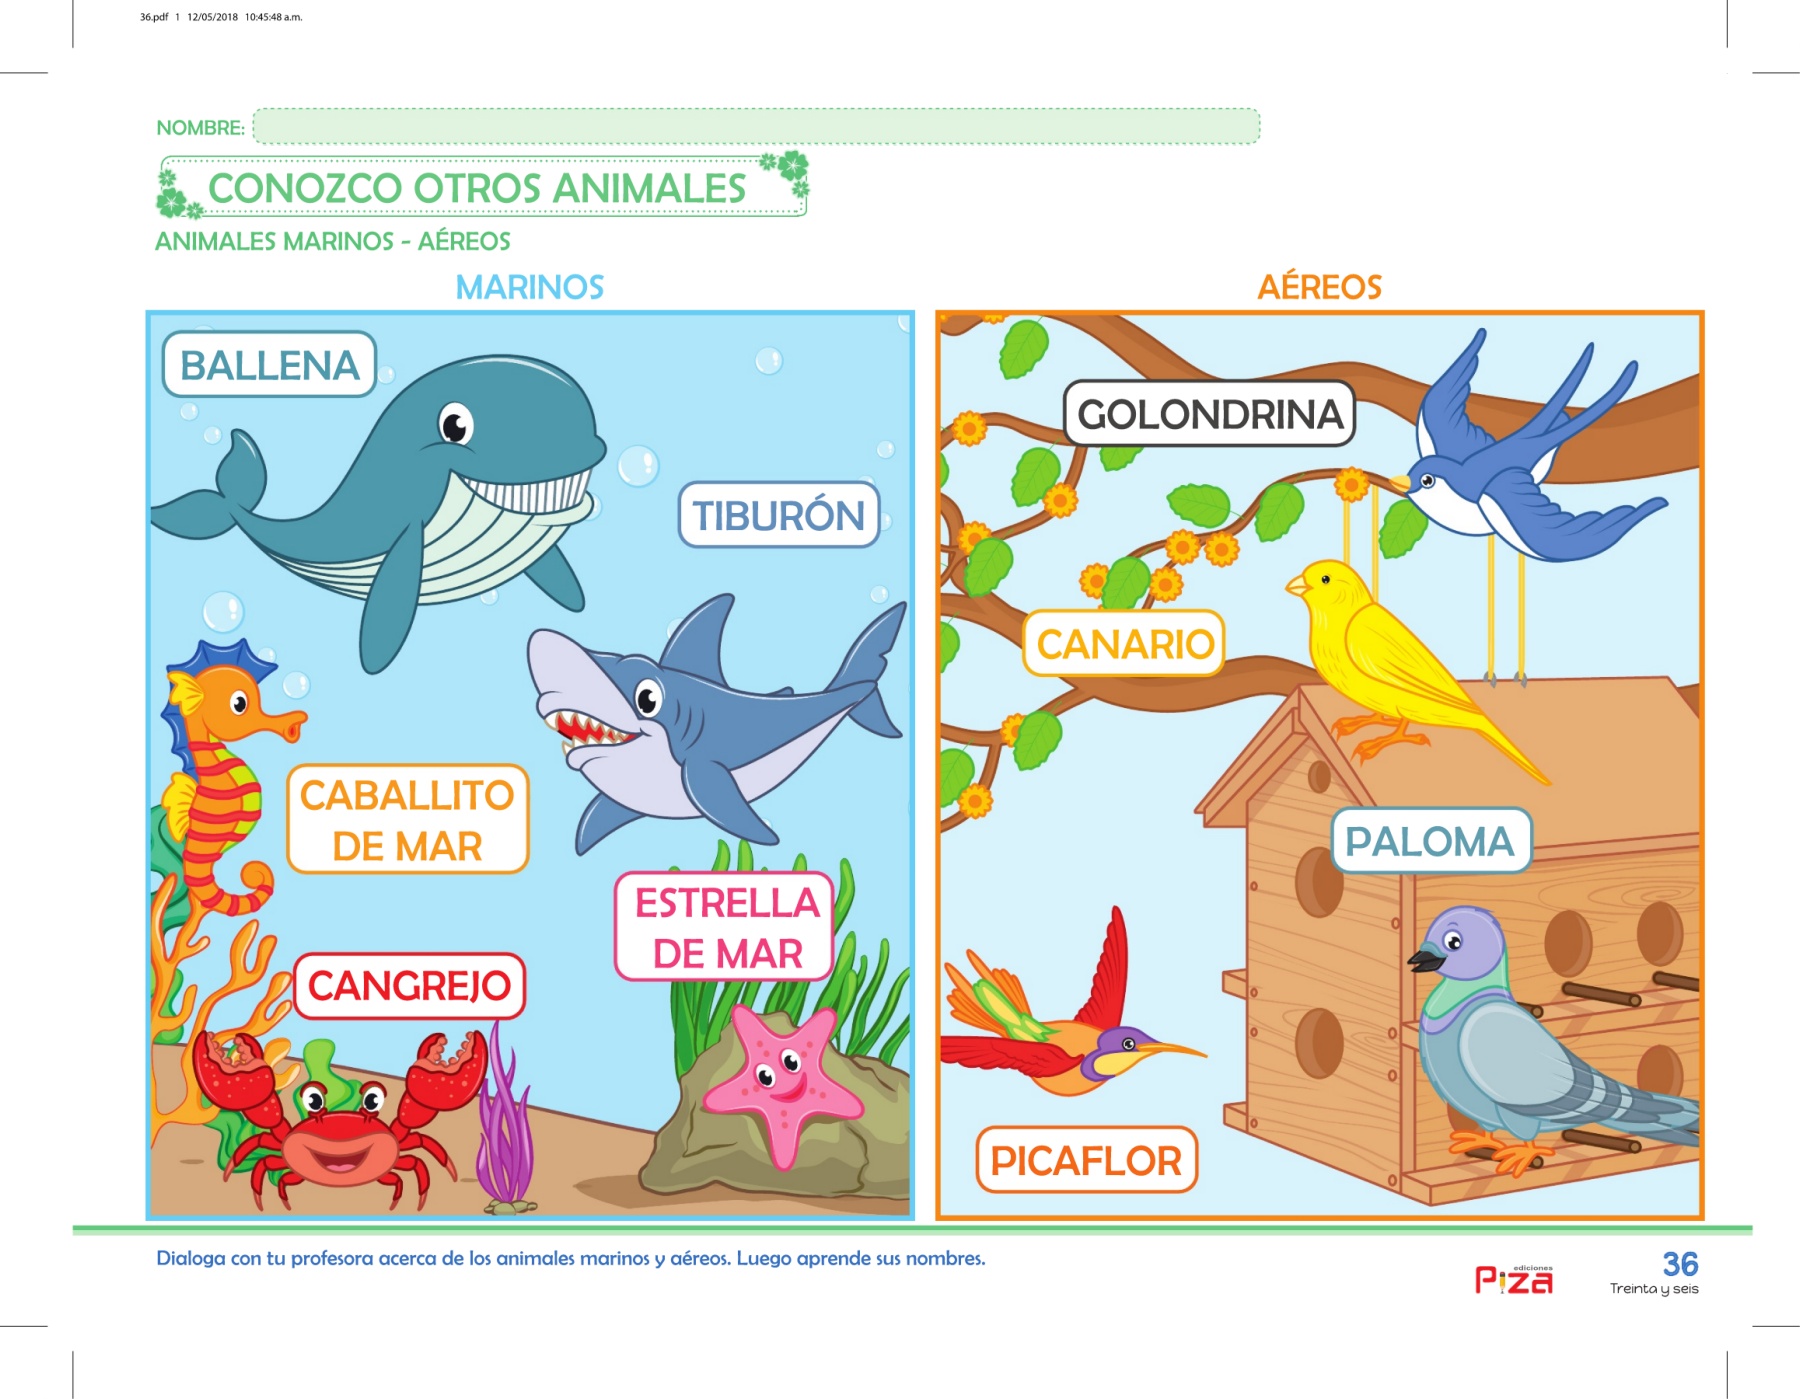 36.pdf 1 12/05/2018 10:45:48 a.m.
NOMBRE:
CONOZCO OTROS ANIMALES
ANIMALES MARINOS - AÉREOS
MARINOS
BALLENA
TIBURÓN
CABALLITO
DE MAR
ESTRELLA
DE MAR
CANGREJO
AÉREOS
GOLONDRINA
CANARIO
PALOMA
PICAFLOR
Dialoga con tu profesora acerca de los animales marinos y aéreos. Luego aprende sus nombres.
ediciones
PiZa
36
Treinta y seis